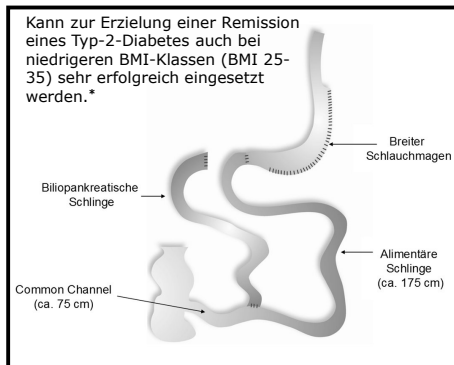 Kann zur Erzielung einer Remission
eines Typ-2-Diabetes auch bei
niedrigeren BMI-Klassen (BMI 25-
35) sehr erfolgreich eingesetzt
werden.*
Breiter
Schlauchmagen
Biliopankreatische
Schlinge
Alimentäre
Schlinge
(ca. 175 cm)
Common Channel
(ca. 75 cm)